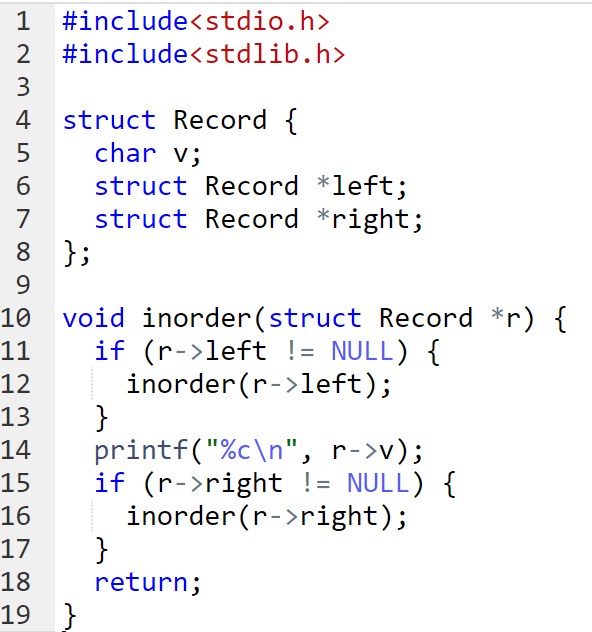 1 #include<stdio.h>
2 #include<stdlib.h>
3
4 struct Record {
5   char v;
6   struct Record *left;
7   struct Record *right;
8 };
9
10 void inorder(struct Record *r) {
11   if (r->left != NULL) {
12     inorder(r->left);
13   }
14   printf("%c\n", r->v);
15   if (r->right != NULL) {
16     inorder(r->right);
17   }
18   return;
19 }